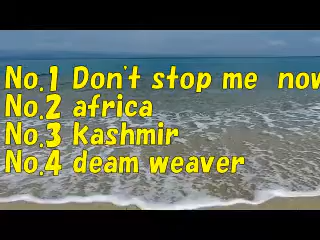 No.1 Don't stop me now
No.2 africa
No.3 kashmir
No.4 deam weaver